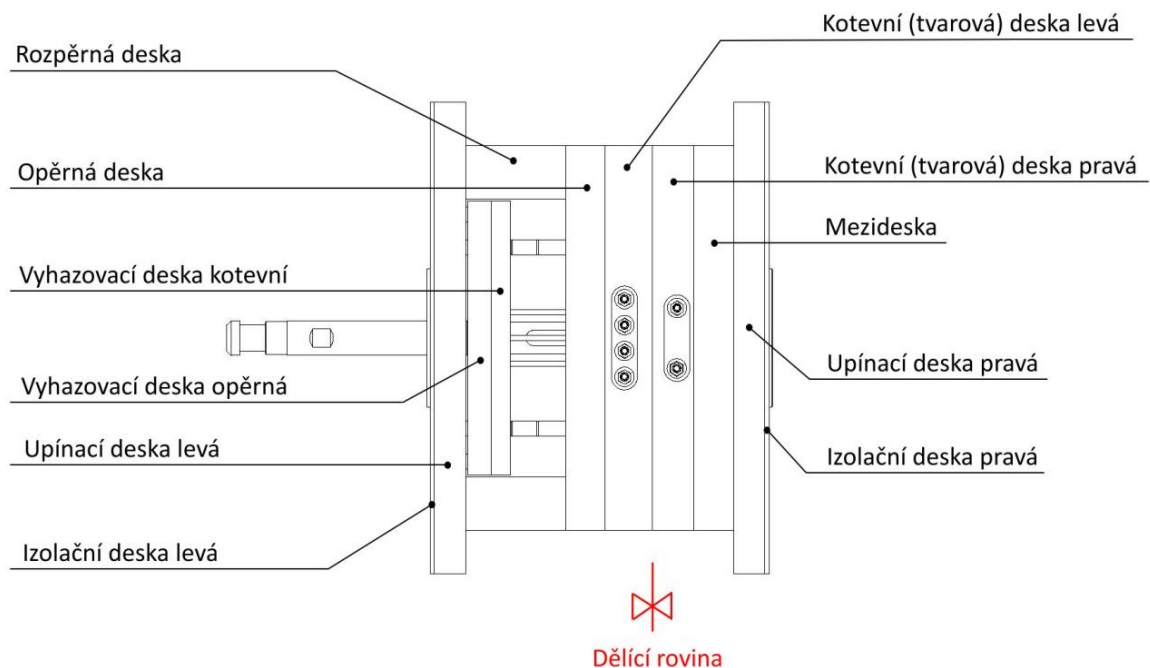 Kotevní (tvarová) deska levá
Rozpěrná deska
Opěrná deska
Kotevní (tvarová) deska pravá
Mezideska
Vyhazovací deska kotevní
Vyhazovací deska opěrná
Upínací deska pravá
Upínací deska levá
Izolační deska pravá
Izolační deska levá
Dělící rovina